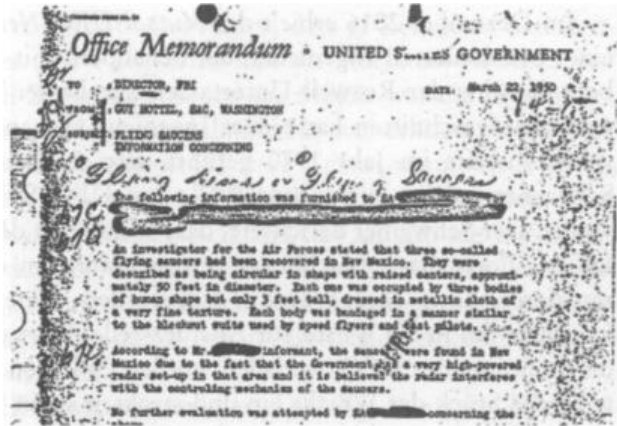 Office Memorandum • UNITED STATES GOVERNMENT
TO DIRECTOR, FBI DATE: March 22, 1950
FROM GUY HOTTEL, SAC, WASHINGTON
FLYING SAUCERS
INFORMATION CONCERNING
Flying Saucers
The following information was furnished to SA
An investigator for the Air Forces stated that three so-called
flying saucers had been recovered in New Mexico. They were
described as being circular in shape with raised centers, approxi-
mately 50 feet in diameter. Each one was occupied by three bodies
of human shape but only 3 feet tall, dressed in metallic cloth of
a very fine texture. Each body was bandaged in a manner similar
to the blackout suits used by speed flyers and test pilots.
According to Mr. informant, the saucers were found in New
Mexico due to the fact that the Government has a very high-powered
radar set-up in that area and it is believed the radar interferes
with the controling mechanism of the saucers.
No further evaluation was attempted by SA concerning the
above.